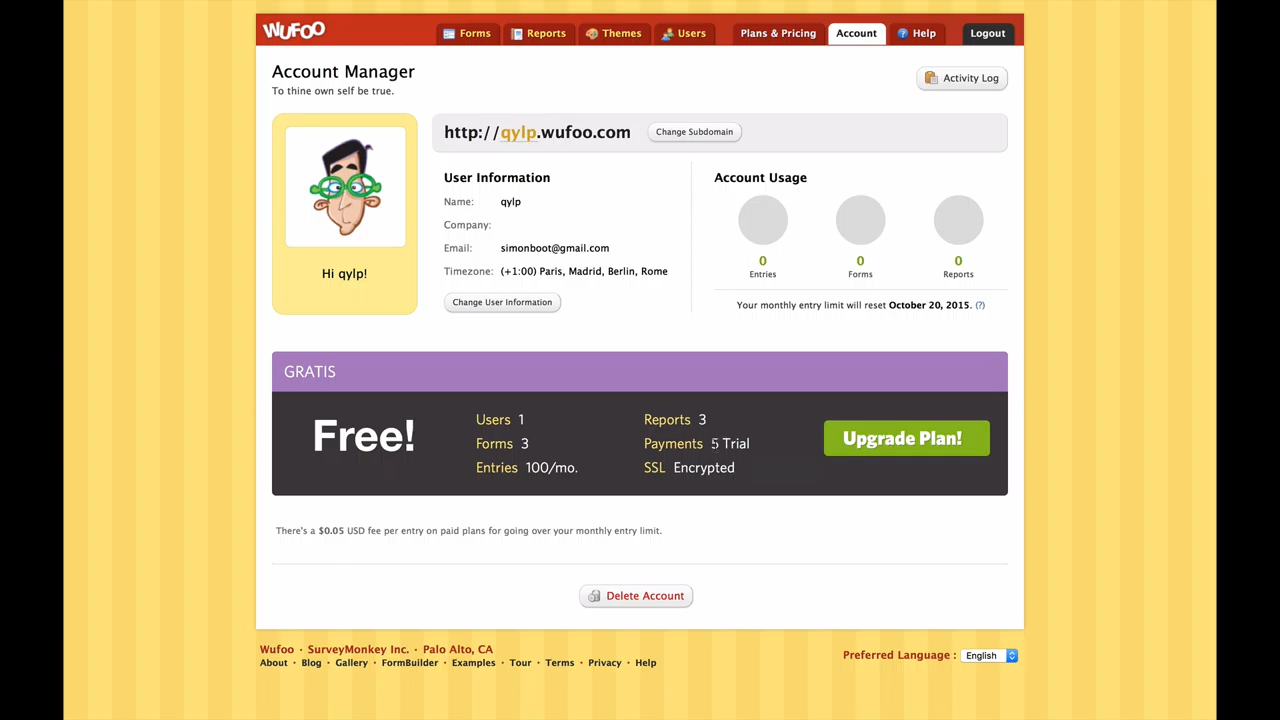 WUFOO
Forms Reports Themes Users Plans & Pricing Account Help Logout
Account Manager
To thine own self be true.
Activity Log
http://qylp.wufoo.com Change Subdomain
Hi qylp!
User Information
Name: qylp
Company:
Email: simonboot@gmail.com
Timezone: (+1:00) Paris, Madrid, Berlin, Rome
Change User Information
Account Usage
0 0 0
Entries Forms Reports
Your monthly entry limit will reset October 20, 2015. (?)
GRATIS
Free!
Users 1
Forms 3
Entries 100/mo.
Reports 3
Payments 5 Trial
SSL Encrypted
Upgrade Plan!
There's a $0.05 USD fee per entry on paid plans for going over your monthly entry limit.
Delete Account
Wufoo · SurveyMonkey Inc. · Palo Alto, CA
About · Blog · Gallery · FormBuilder · Examples · Tour · Terms · Privacy · Help
Preferred Language : English